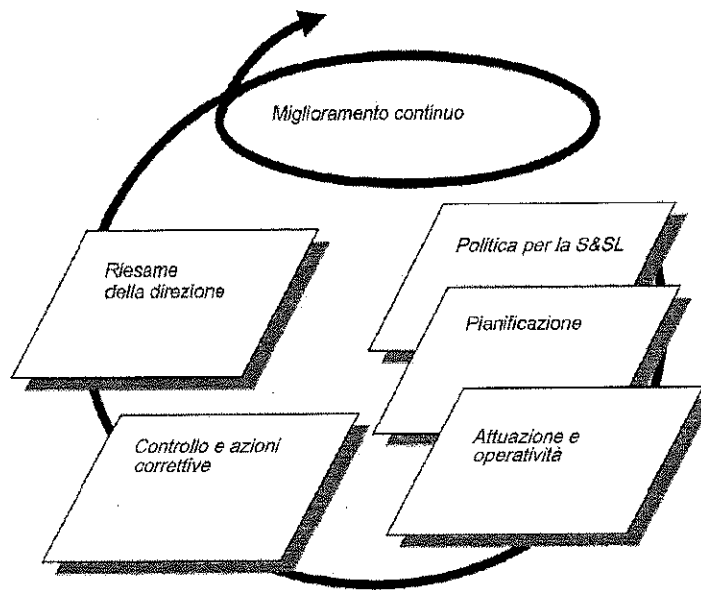 Miglioramento continuo
Politica per la S&SL
Pianificazione
Attuazione e
operatività
Controllo e azioni
correttive
Riesame
della direzione